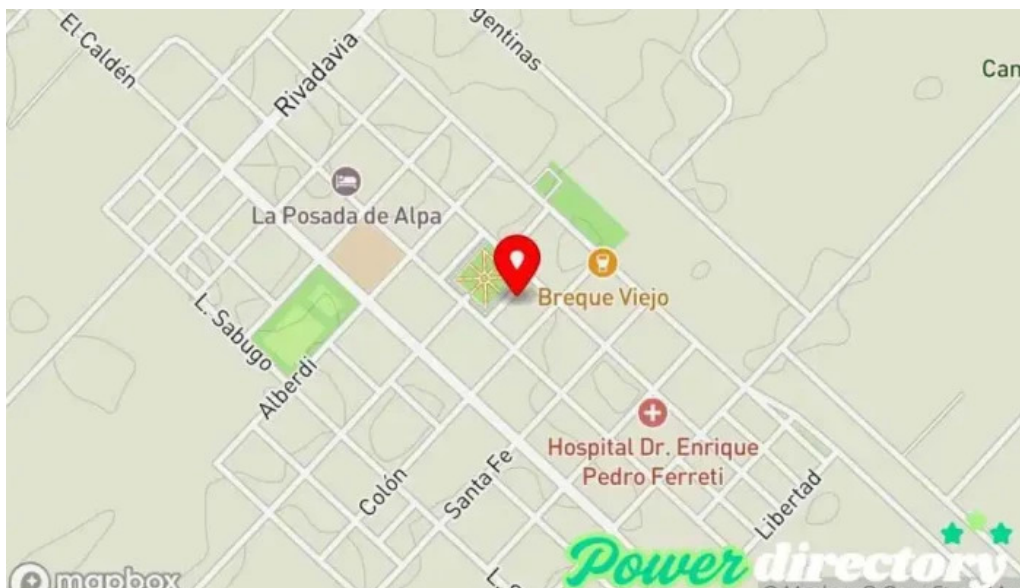 El Caldén
Rivadavia
gentinas
Can
La Posada de Alpa
Breque Viejo
L. Sabugo
Alberdi
Hospital Dr. Enrique
Pedro Ferreti
Colón
Santa Fe
Libertad
Power directory
mapbox